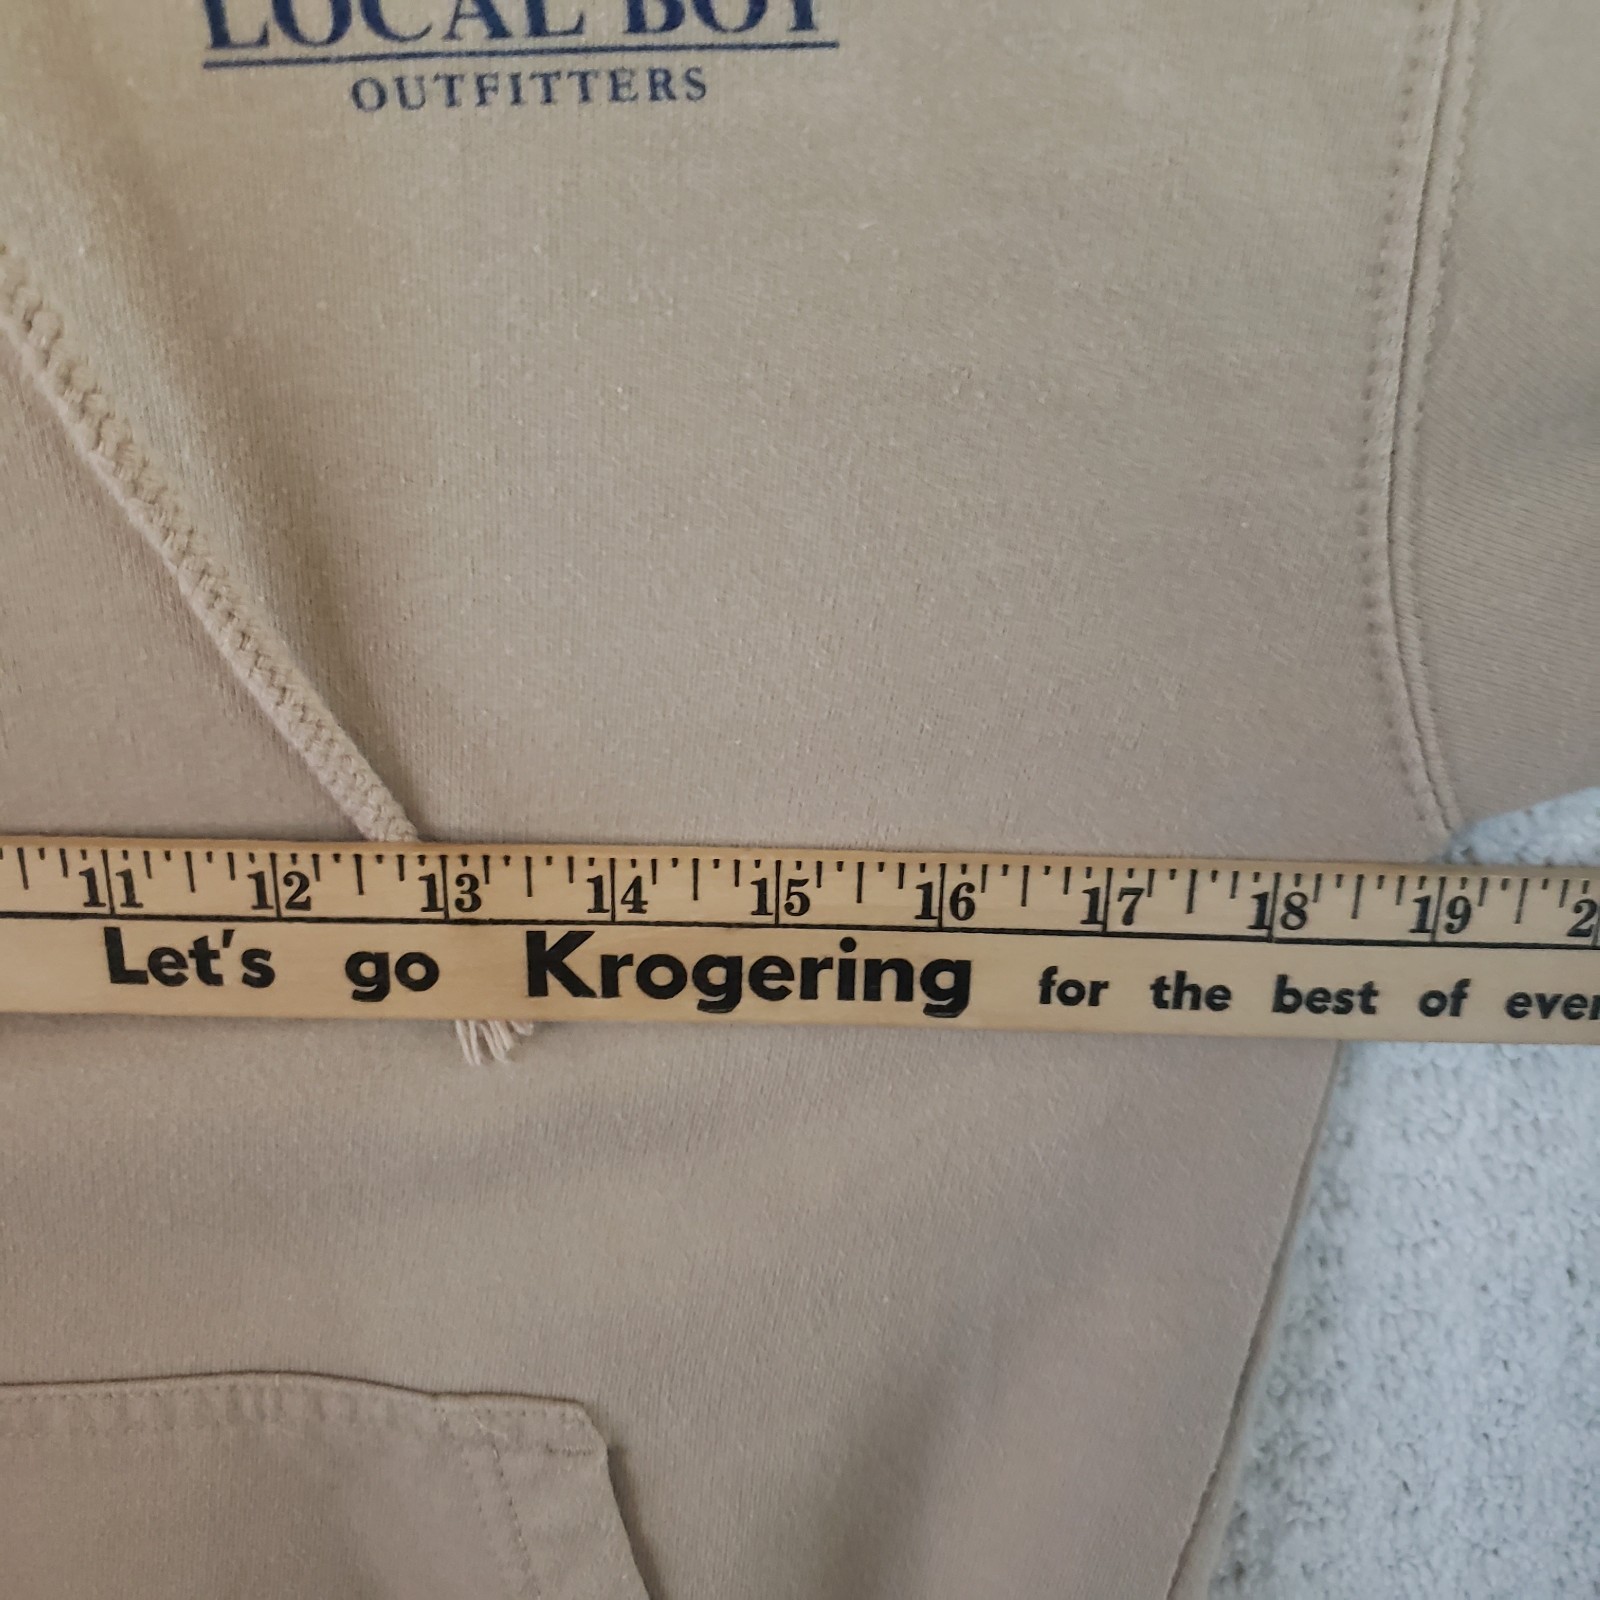 LOCAL BOY
OUTFITTERS
11 12 13 14 15 16 17 18 19
Let's go Krogering for the best of